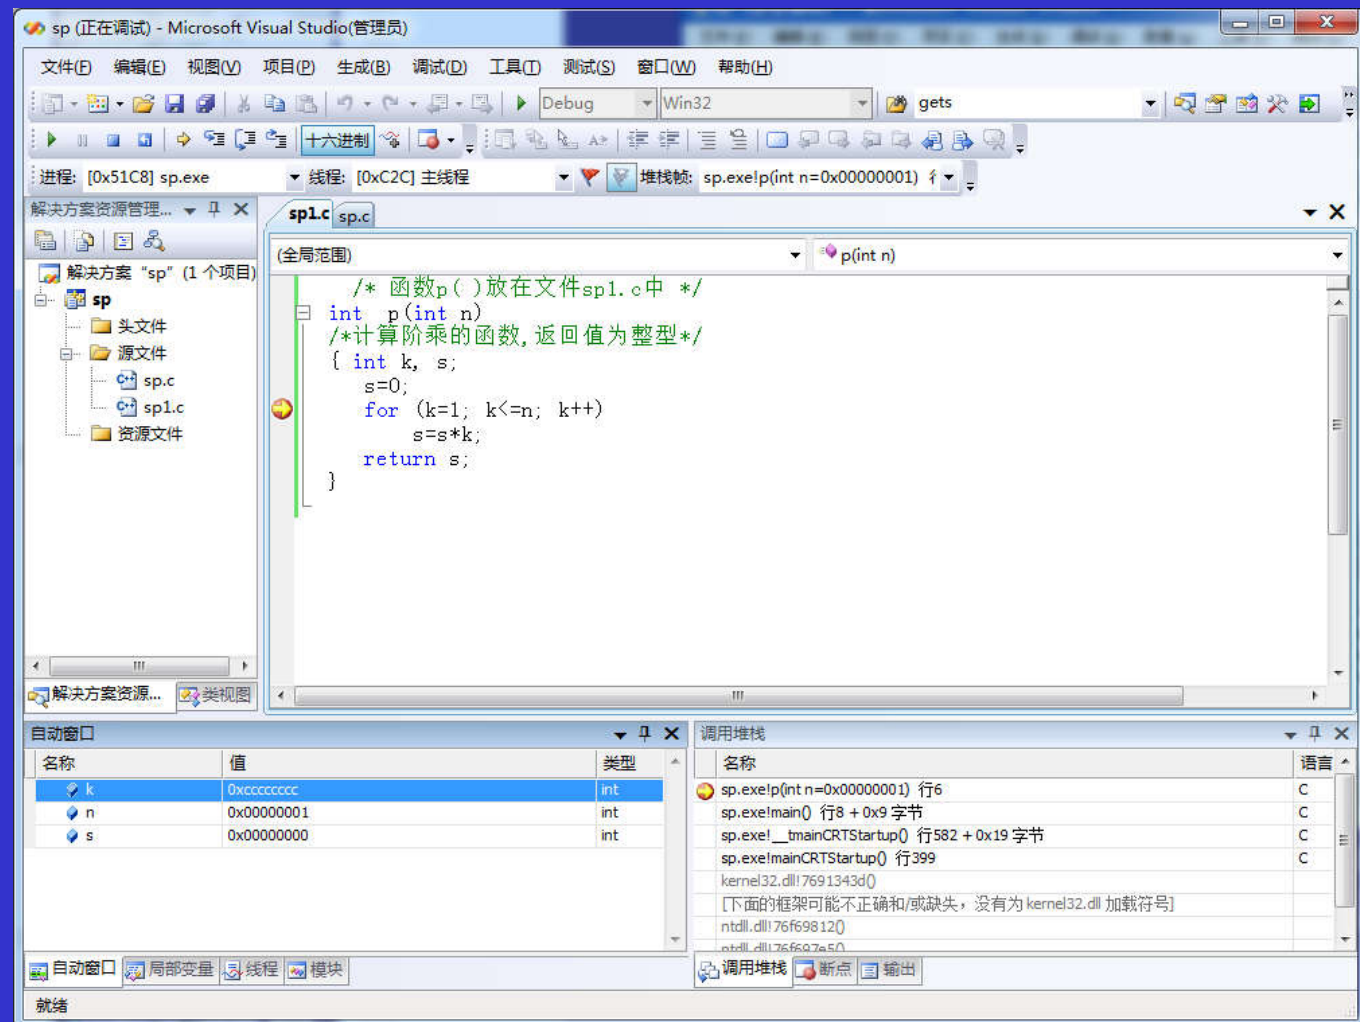 sp (正在调试) - Microsoft Visual Studio(管理员)
文件(F) 编辑(E) 视图(V) 项目(P) 生成(B) 调试(D) 工具(T) 测试(S) 窗口(W) 帮助(H)
Debug Win32 gets
十六进制
进程: [0x51C8] sp.exe 线程: [0xC2C] 主线程 堆栈帧: sp.exe!p(int n=0x00000001)
解决方案资源管理... sp1.c sp.c
(全局范围) p(int n)
解决方案 "sp" (1 个项目)
sp
头文件
源文件
sp.c
sp1.c
资源文件
/* 函数p( )放在文件sp1.c中 */
int p(int n)
/*计算阶乘的函数,返回值为整型*/
{ int k, s;
s=0;
for (k=1; k<=n; k++)
s=s*k;
return s;
}
解决方案资源... 类视图
自动窗口
名称 值 类型
k 0xcccccccc int
n 0x00000001 int
s 0x00000000 int
自动窗口 局部变量 线程 模块
调用堆栈
名称 语言
sp.exe!p(int n=0x00000001) 行6 C
sp.exe!main() 行8 + 0x9 字节 C
sp.exe!__tmainCRTStartup() 行582 + 0x19 字节 C
sp.exe!mainCRTStartup() 行399 C
kernel32.dll!7691343d()
[下面的框架可能不正确和/或缺失，没有为 kernel32.dll 加载符号]
ntdll.dll!76f69812()
ntdll.dll!76f697e5()
调用堆栈 断点 输出
就绪